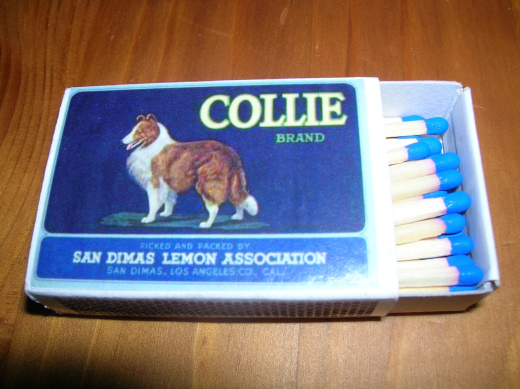 COLLIE
BRAND
PICKED AND PACKED BY
SAN DIMAS LEMON ASSOCIATION
SAN DIMAS, LOS ANGELES CO., CAL.